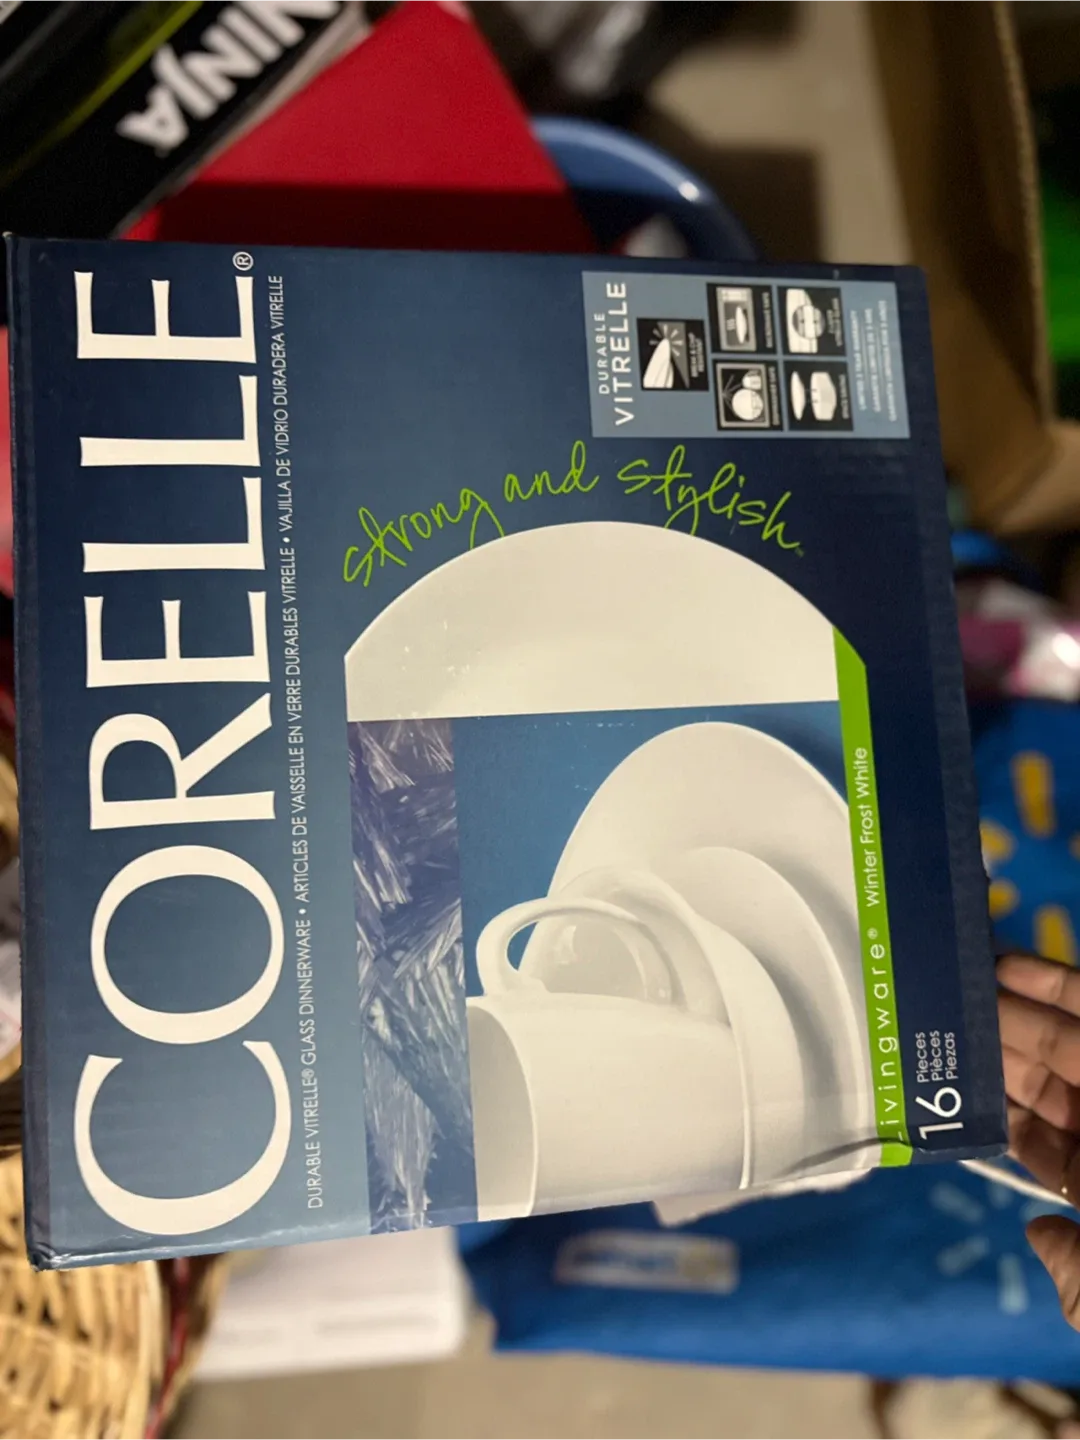 NINJA
CORELLE®
DURABLE VITRELLE® GLASS DINNERWARE • ARTICLES DE VAISSELLE EN VERRE DURABLES VITRELLE • VAJILLA DE VIDRIO DURADERA VITRELLE
strong and stylish™
DURABLE
VITRELLE
Livingware® Winter Frost White
16 Pieces
Pièces
Piezas